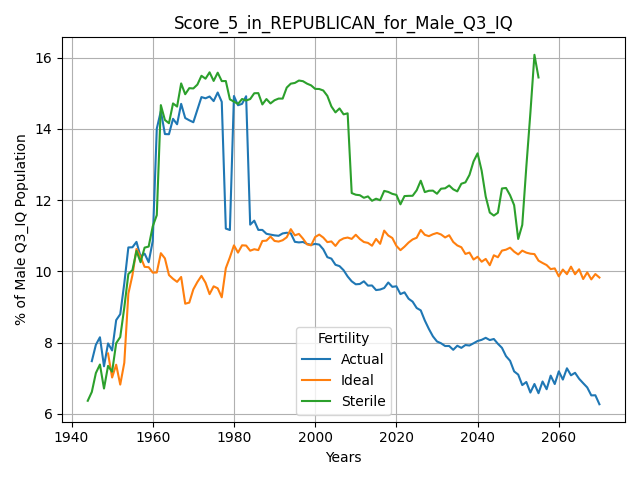 Score_5_in_REPUBLICAN_for_Male_Q3_IQ
% of Male Q3_IQ Population
16
14
12
10
8
6
Fertility
Actual
Ideal
Sterile
1940 1960 1980 2000 2020 2040 2060
Years